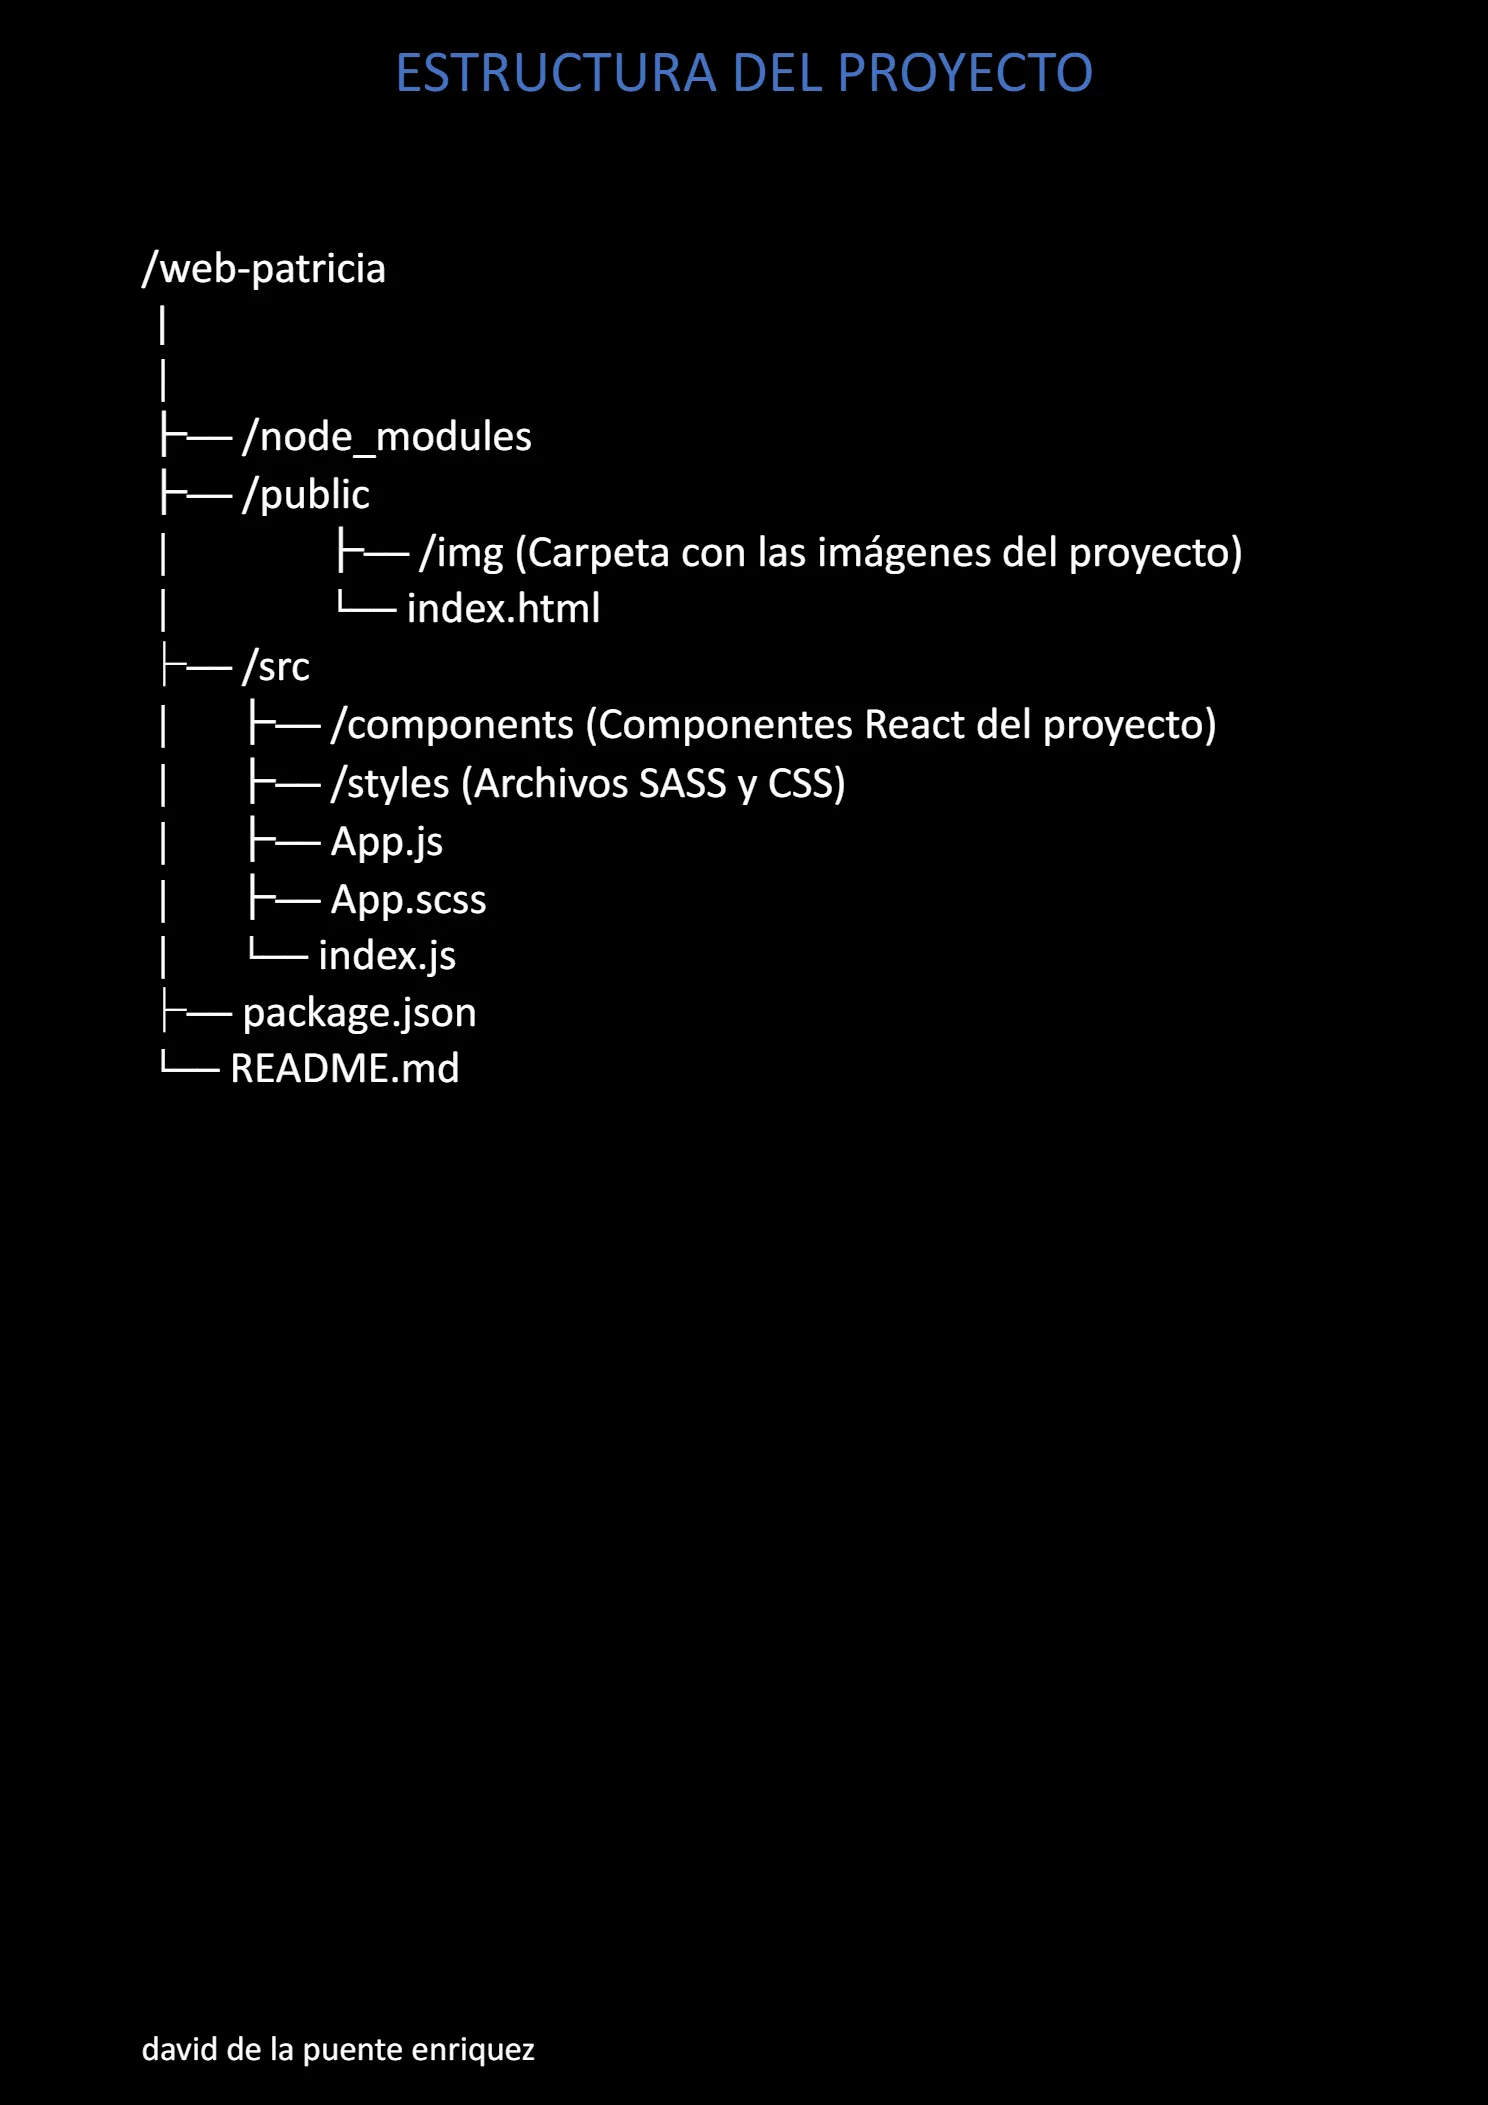 ESTRUCTURA DEL PROYECTO
/web-patricia
|
│
├── /node_modules
├── /public
│ ├── /img (Carpeta con las imágenes del proyecto)
│ └── index.html
├── /src
│ ├── /components (Componentes React del proyecto)
│ ├── /styles (Archivos SASS y CSS)
│ ├── App.js
│ ├── App.scss
│ └── index.js
├── package.json
└── README.md
david de la puente enriquez